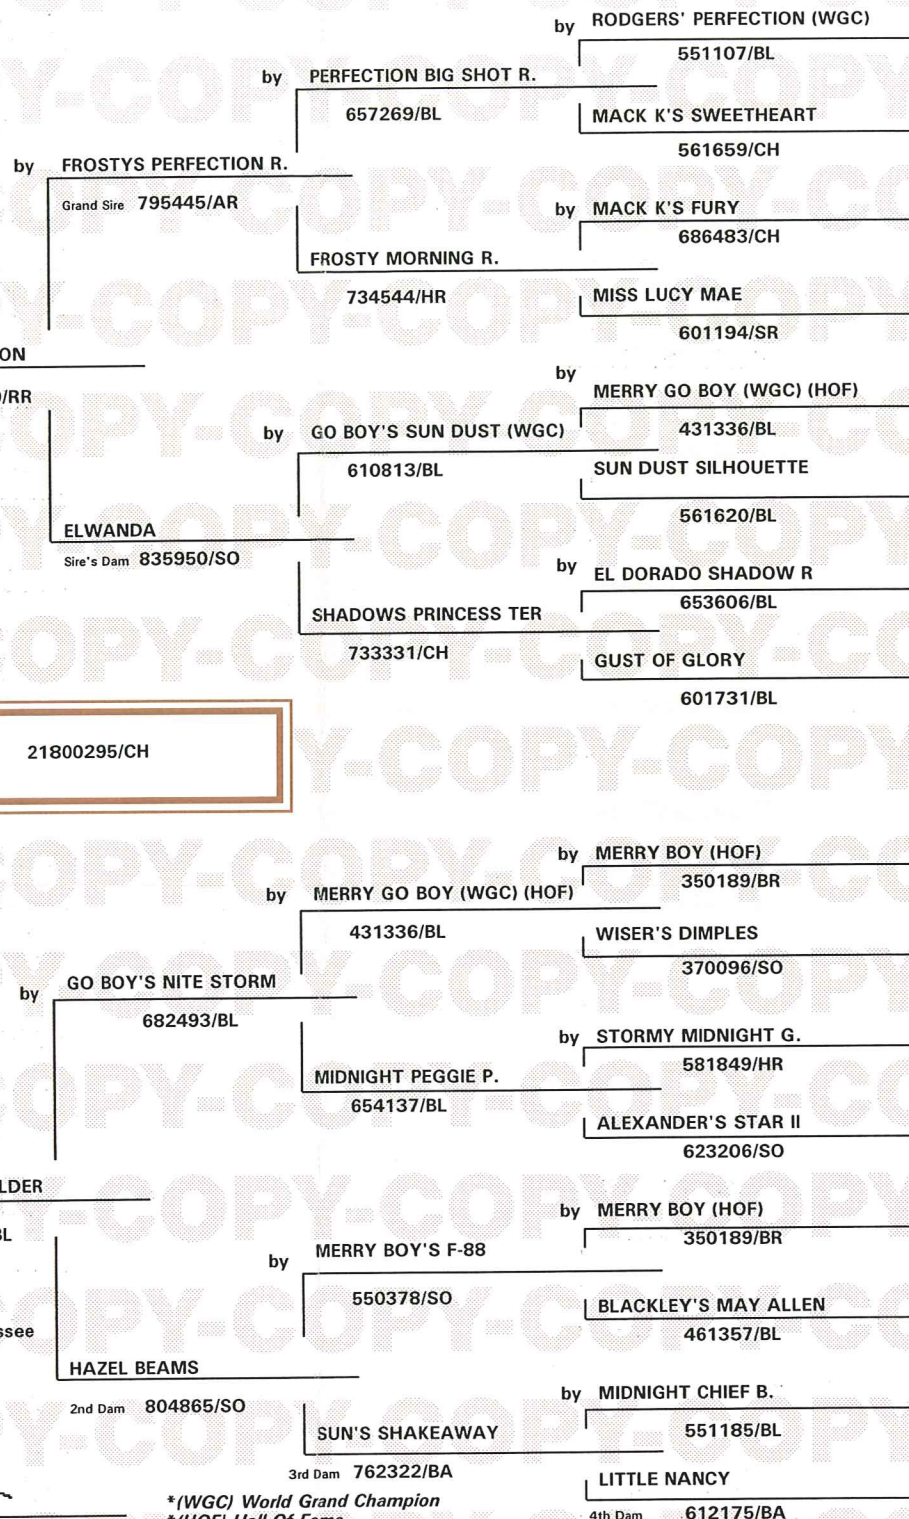 by RODGERS' PERFECTION (WGC)
551107/BL
by PERFECTION BIG SHOT R.
657269/BL
MACK K'S SWEETHEART
561659/CH
by FROSTYS PERFECTION R.
Grand Sire 795445/AR
by MACK K'S FURY
686483/CH
FROSTY MORNING R.
734544/HR
MISS LUCY MAE
601194/SR
ON
/RR
by
MERRY GO BOY (WGC) (HOF)
431336/BL
by GO BOY'S SUN DUST (WGC)
610813/BL
SUN DUST SILHOUETTE
561620/BL
ELWANDA
Sire's Dam 835950/SO
by EL DORADO SHADOW R
653606/BL
SHADOWS PRINCESS TER
733331/CH
GUST OF GLORY
601731/BL
21800295/CH
by MERRY BOY (HOF)
350189/BR
by MERRY GO BOY (WGC) (HOF)
431336/BL
WISER'S DIMPLES
370096/SO
by GO BOY'S NITE STORM
682493/BL
by STORMY MIDNIGHT G.
581849/HR
MIDNIGHT PEGGIE P.
654137/BL
ALEXANDER'S STAR II
623206/SO
LDER
BL
by MERRY BOY (HOF)
350189/BR
by MERRY BOY'S F-88
550378/SO
BLACKLEY'S MAY ALLEN
461357/BL
ssee
HAZEL BEAMS
2nd Dam 804865/SO
by MIDNIGHT CHIEF B.
551185/BL
SUN'S SHAKEAWAY
3rd Dam 762322/BA
LITTLE NANCY
4th Dam 612175/BA
*(WGC) World Grand Champion
*(HOF) Hall Of Fame